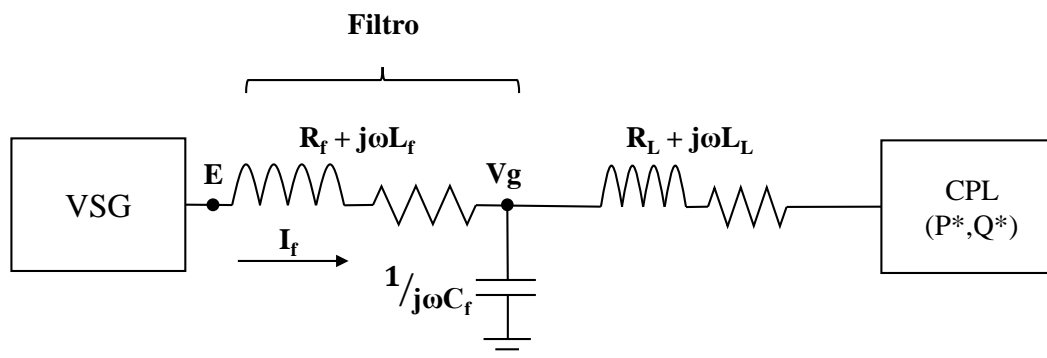 Filtro
R_f + jωL_f
R_L + jωL_L
E
Vg
VSG
CPL
(P*,Q*)
I_f
1/jωC_f